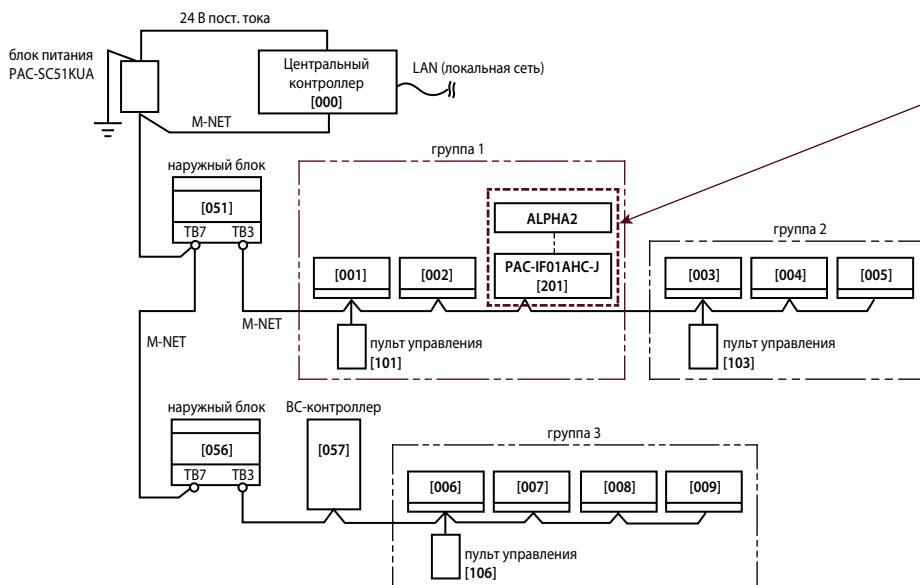 24 В пост. тока
блок питания
PAC-SC51KUA
Центральный
контроллер
[000]
LAN (локальная сеть)
M-NET
группа 1
наружный блок
[051]
TB7
TB3
ALPHA2
PAC-IF01AHC-J
[201]
группа 2
[001]
[002]
[003]
[004]
[005]
M-NET
M-NET
пульт управления
[101]
пульт управления
[103]
наружный блок
[056]
TB7
TB3
BC-контроллер
[057]
группа 3
[006]
[007]
[008]
[009]
пульт управления
[106]